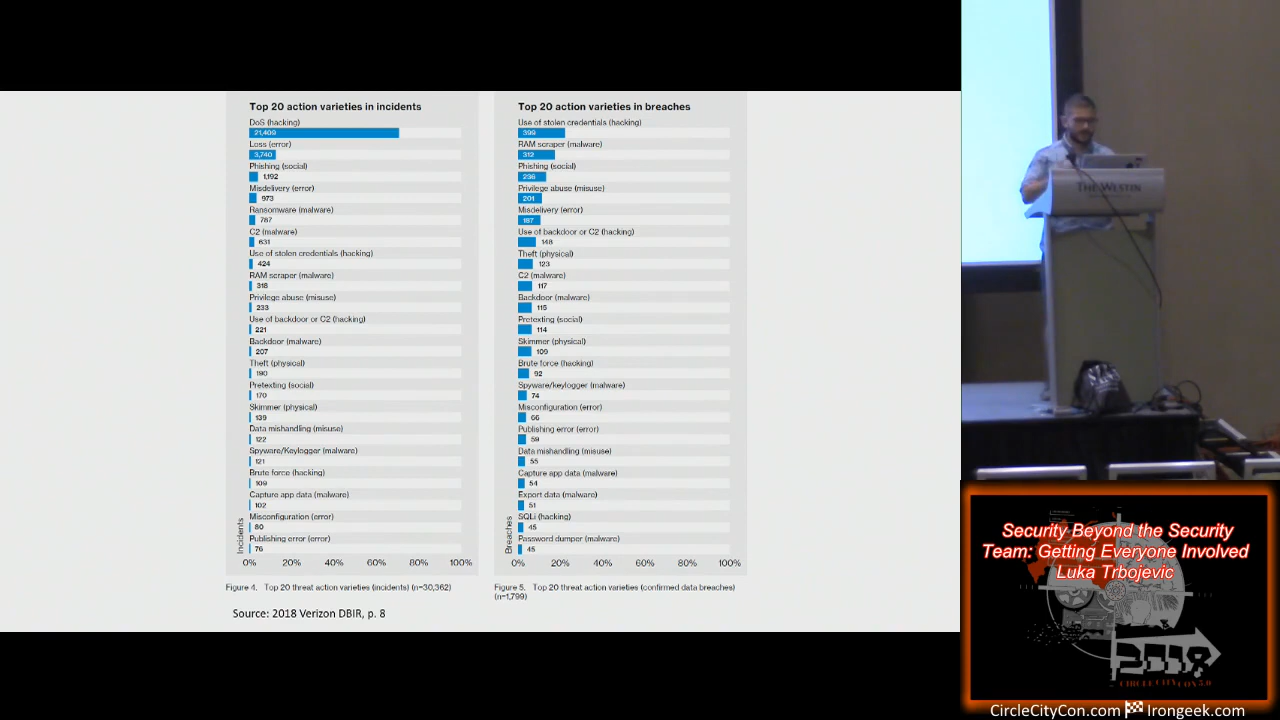 Top 20 action varieties in incidents
DoS (hacking)
21,409
Loss (error)
3,740
Phishing (social)
1,192
Misdelivery (error)
973
Ransomware (malware)
787
C2 (malware)
631
Use of stolen credentials (hacking)
424
RAM scraper (malware)
318
Privilege abuse (misuse)
233
Use of backdoor or C2 (hacking)
221
Backdoor (malware)
207
Theft (physical)
190
Pretexting (social)
170
Skimmer (physical)
139
Data mishandling (misuse)
122
Spyware/Keylogger (malware)
121
Brute force (hacking)
109
Capture app data (malware)
102
Misconfiguration (error)
80
Publishing error (error)
76
Incidents
0% 20% 40% 60% 80% 100%
Figure 4. Top 20 threat action varieties (incidents) (n=30,362)
Top 20 action varieties in breaches
Use of stolen credentials (hacking)
399
RAM scraper (malware)
312
Phishing (social)
236
Privilege abuse (misuse)
201
Misdelivery (error)
187
Use of backdoor or C2 (hacking)
148
Theft (physical)
123
C2 (malware)
117
Backdoor (malware)
115
Pretexting (social)
114
Skimmer (physical)
109
Brute force (hacking)
92
Spyware/keylogger (malware)
74
Misconfiguration (error)
66
Publishing error (error)
59
Data mishandling (misuse)
55
Capture app data (malware)
54
Export data (malware)
51
SQLi (hacking)
45
Password dumper (malware)
45
Breaches
0% 20% 40% 60% 80% 100%
Figure 5. Top 20 threat action varieties (confirmed data breaches)
(n=1,799)
Source: 2018 Verizon DBIR, p. 8
THE WESTIN
Security Beyond the Security
Team: Getting Everyone Involved
Luka Trbojevic
2018
CIRCLE CITY CON 5.0
CircleCityCon.com Irongeek.com